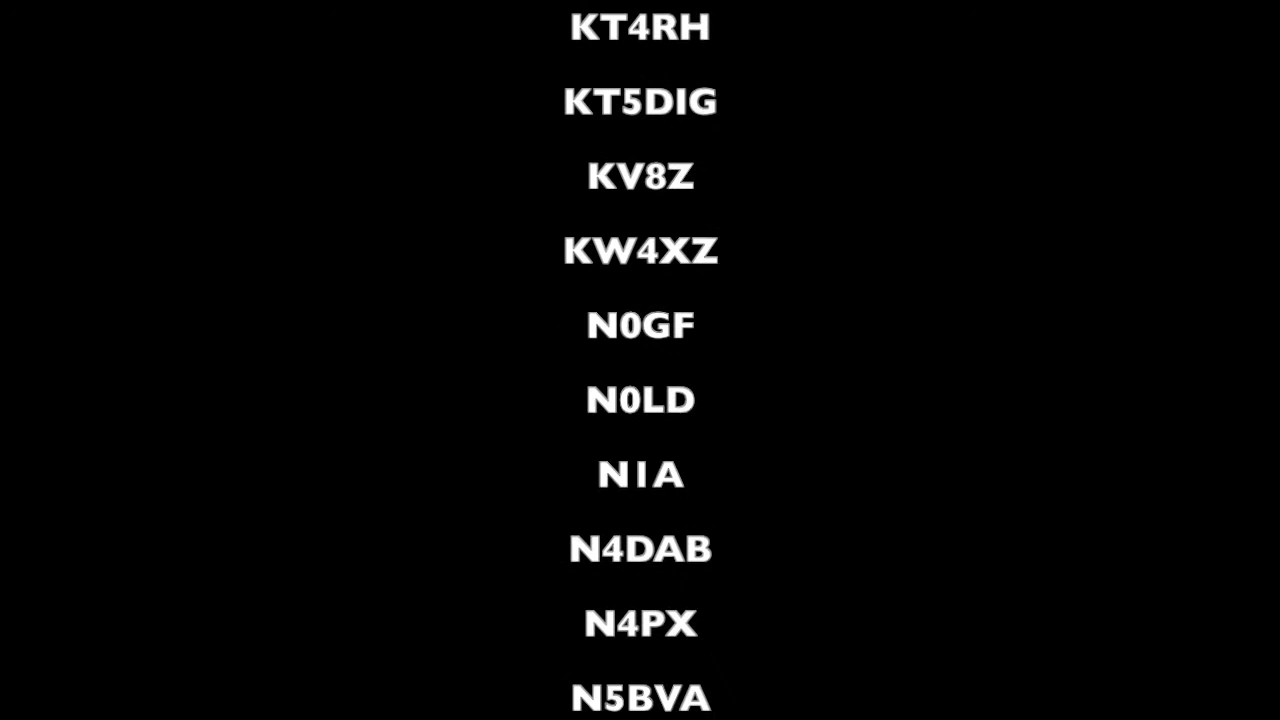 KT4RH
KT5DIG
KV8Z
KW4XZ
N0GF
N0LD
N1A
N4DAB
N4PX
N5BVA